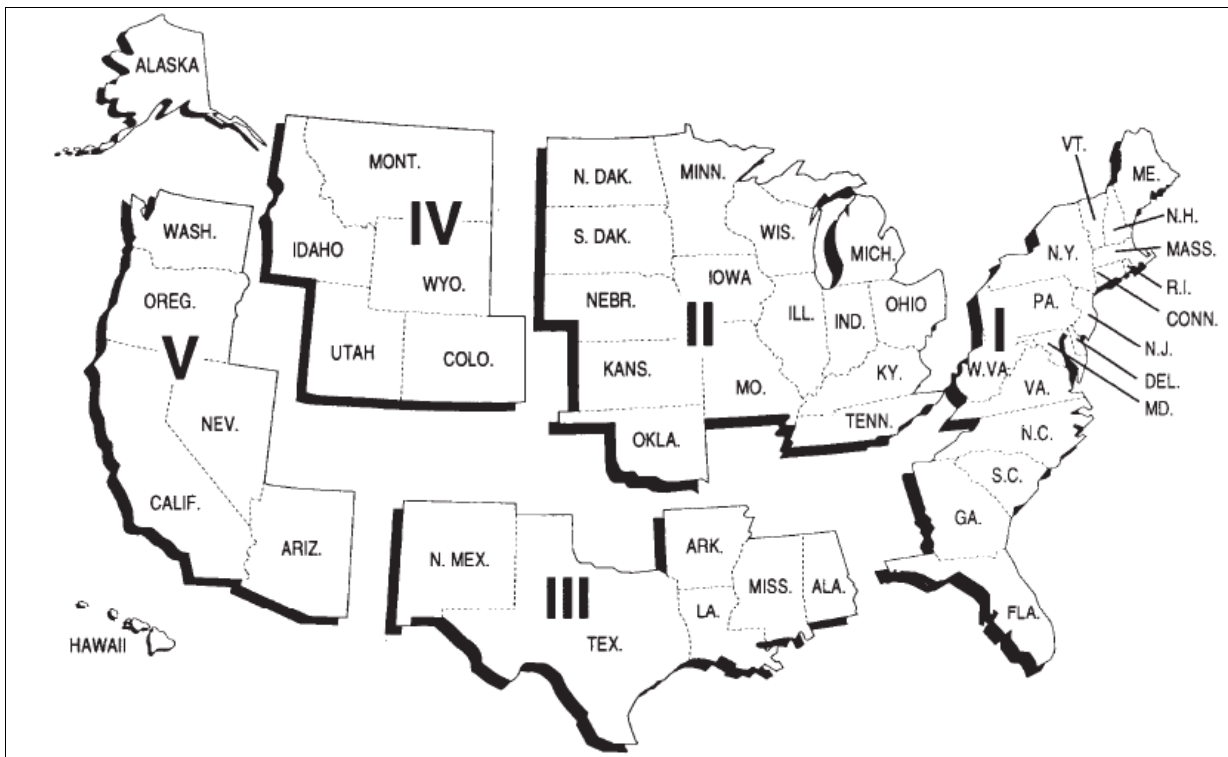 ALASKA
WASH.
OREG.
V
NEV.
CALIF.
ARIZ.
HAWAII
MONT.
IV
IDAHO
WYO.
UTAH
COLO.
N. DAK.
MINN.
S. DAK.
WIS.
MICH.
IOWA
NEBR.
II
ILL.
IND.
OHIO
KANS.
MO.
KY.
TENN.
OKLA.
N. MEX.
III
TEX.
ARK.
LA.
MISS.
ALA.
VT.
ME.
N.H.
MASS.
N.Y.
R.I.
CONN.
PA.
I
N.J.
W.VA.
DEL.
VA.
MD.
N.C.
S.C.
GA.
FLA.